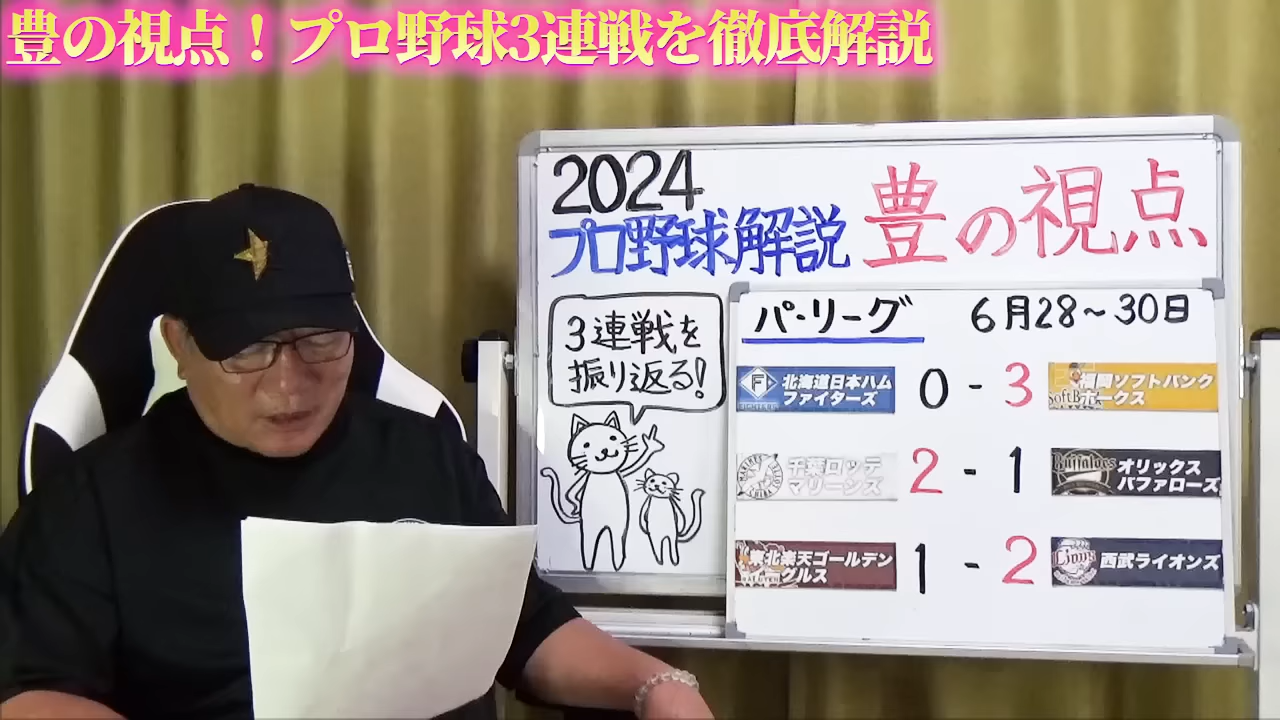 豊の視点！プロ野球3連戦を徹底解説
2024
プロ野球解説 豊の視点
3連戦を
振り返る!
パ・リーグ 6月28～30日
北海道日本ハム
ファイターズ
FIGHTERS
0 - 3
福岡ソフトバンク
ホークス
千葉ロッテ
マリーンズ
2 - 1
Buffaloes
オリックス
バファローズ
東北楽天ゴールデン
グルス
1 - 2
Lions
西武ライオンズ